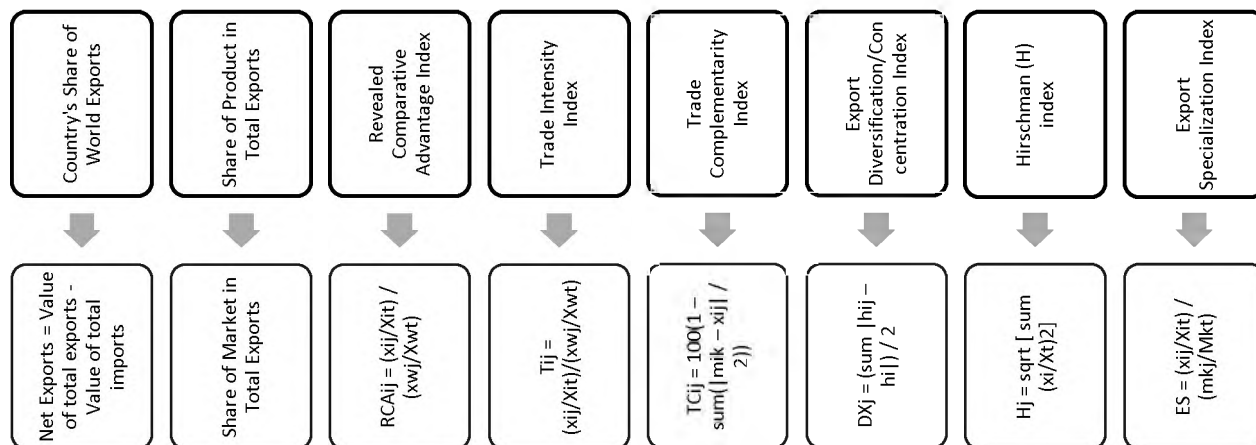 Country's Share of
World Exports
Net Exports = Value
of total exports -
Value of total
imports
Share of Product in
Total Exports
Share of Market in
Total Exports
Revealed
Comparative
Advantage Index
RCAij = (xij/Xit) /
(xwj/Xwt)
Trade Intensity
Index
Tij =
(xij/Xit)/(xwj/Xwt)
Trade
Complementarity
Index
TCij = 100(1 –
sum(|mik – xij| /
2))
Export
Diversification/Con
centration Index
DXj = (sum |hij –
hi|) / 2
Hirschman (H)
index
Hj = sqrt [ sum
(xi/Xt)2]
Export
Specialization Index
ES = (xij/Xit) /
(mkj/Mkt)